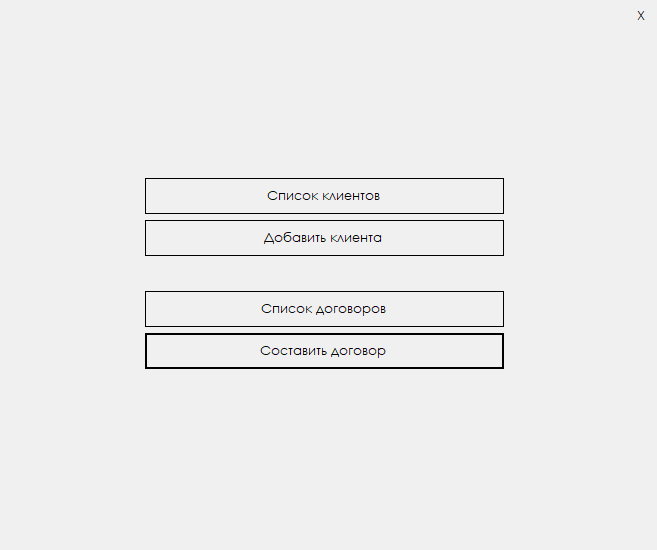 X
Список клиентов
Добавить клиента
Список договоров
Составить договор